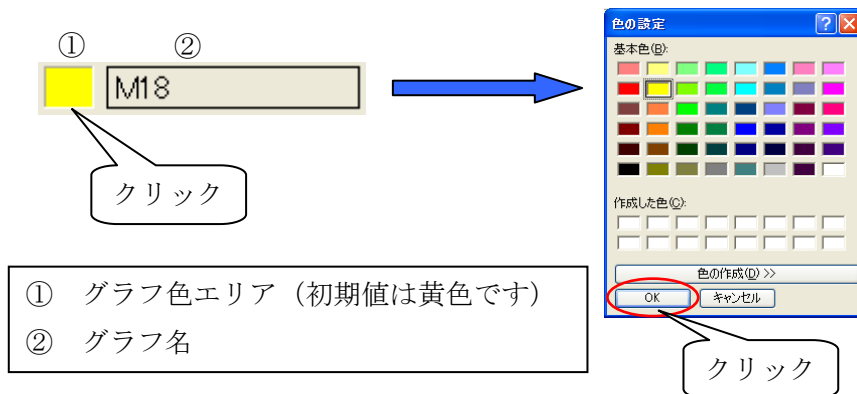 ① ②
M18
クリック
① グラフ色エリア（初期値は黄色です）
② グラフ名
色の設定
基本色(B):
作成した色(C):
色の作成(D) >>
OK キャンセル
クリック